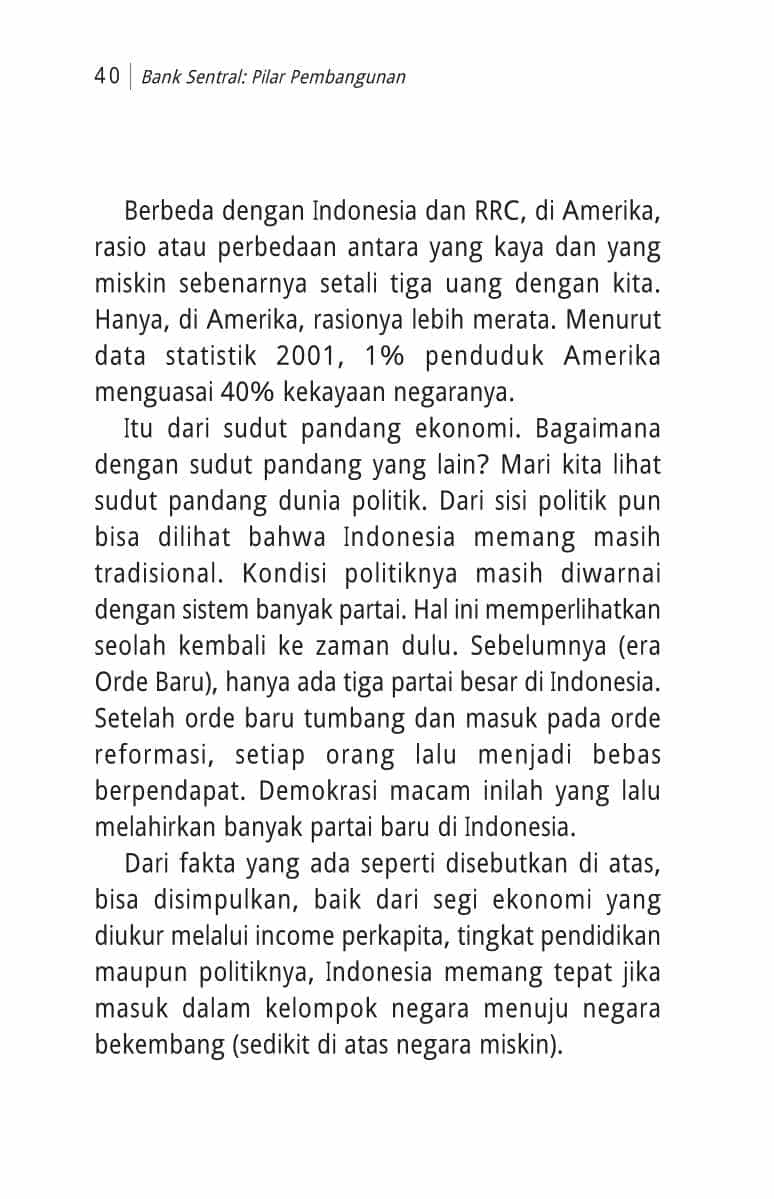 40 | Bank Sentral: Pilar Pembangunan
Berbeda dengan Indonesia dan RRC, di Amerika,
rasio atau perbedaan antara yang kaya dan yang
miskin sebenarnya setali tiga uang dengan kita.
Hanya, di Amerika, rasionya lebih merata. Menurut
data statistik 2001, 1% penduduk Amerika
menguasai 40% kekayaan negaranya.
Itu dari sudut pandang ekonomi. Bagaimana
dengan sudut pandang yang lain? Mari kita lihat
sudut pandang dunia politik. Dari sisi politik pun
bisa dilihat bahwa Indonesia memang masih
tradisional. Kondisi politiknya masih diwarnai
dengan sistem banyak partai. Hal ini memperlihatkan
seolah kembali ke zaman dulu. Sebelumnya (era
Orde Baru), hanya ada tiga partai besar di Indonesia.
Setelah orde baru tumbang dan masuk pada orde
reformasi, setiap orang lalu menjadi bebas
berpendapat. Demokrasi macam inilah yang lalu
melahirkan banyak partai baru di Indonesia.
Dari fakta yang ada seperti disebutkan di atas,
bisa disimpulkan, baik dari segi ekonomi yang
diukur melalui income perkapita, tingkat pendidikan
maupun politiknya, Indonesia memang tepat jika
masuk dalam kelompok negara menuju negara
bekembang (sedikit di atas negara miskin).